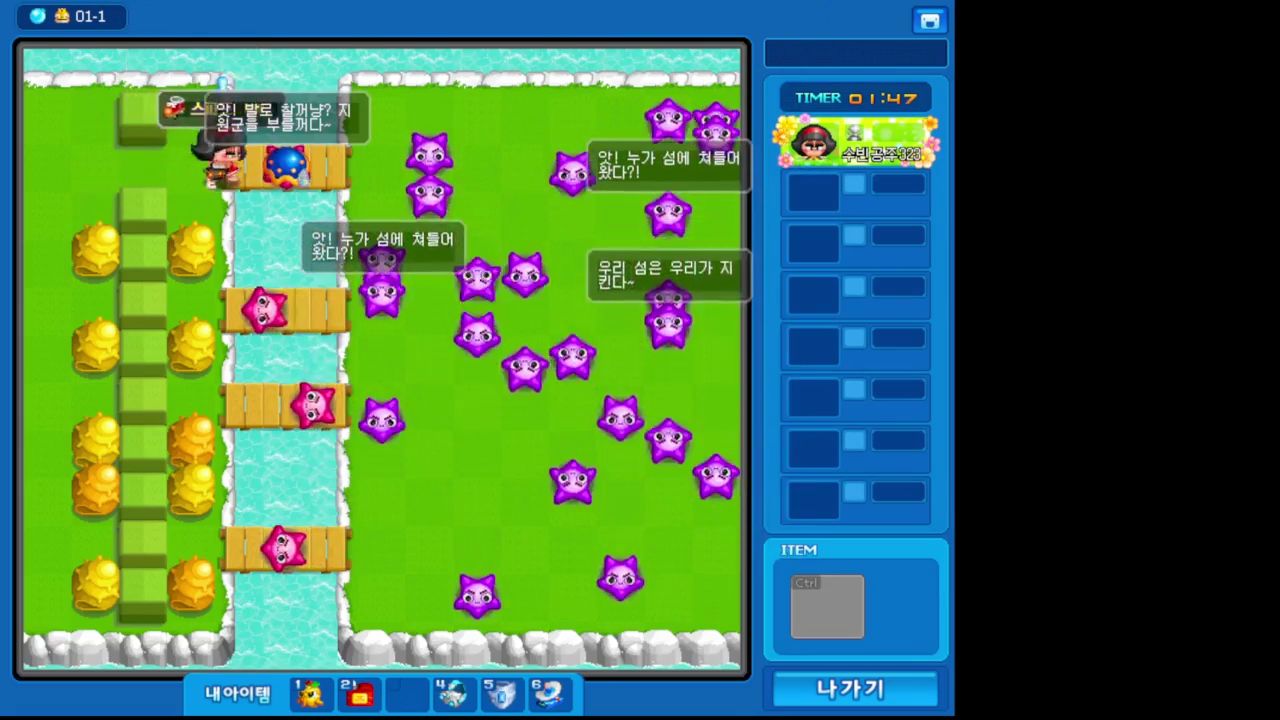 01-1
스
앗! 발로 찰꺼냥? 지
원군을 부를꺼다~
앗! 누가 섬에 쳐들어
왔다?!
앗! 누가 섬에 쳐들어
왔다?!
우리 섬은 우리가 지
킨다~
TIMER 01:47
수빈공주323
ITEM
Ctrl
나가기
내 아이템
1
2
4
5
6